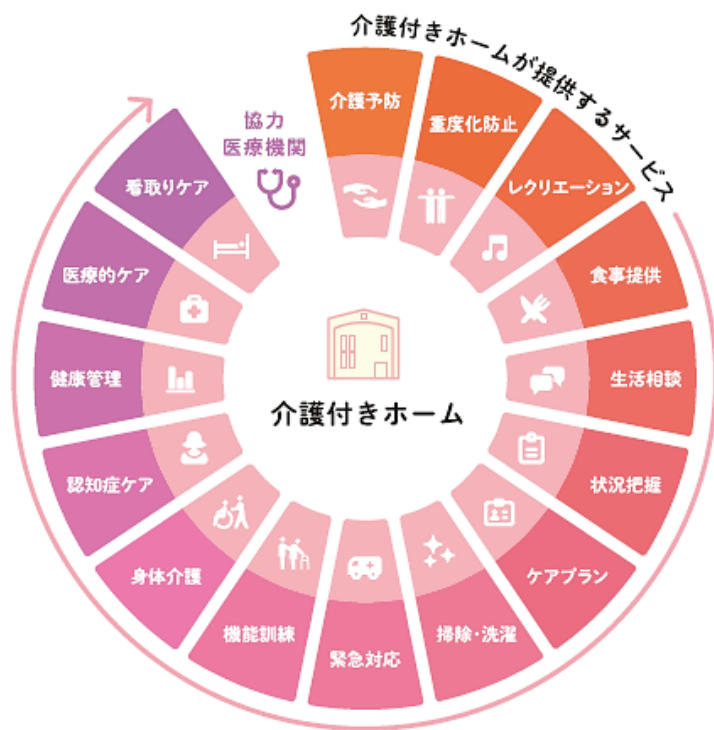 介護付きホームが提供するサービス
介護予防
重度化防止
レクリエーション
食事提供
生活相談
状況把握
ケアプラン
掃除・洗濯
緊急対応
機能訓練
身体介護
認知症ケア
健康管理
医療的ケア
看取りケア
協力
医療機関
介護付きホーム